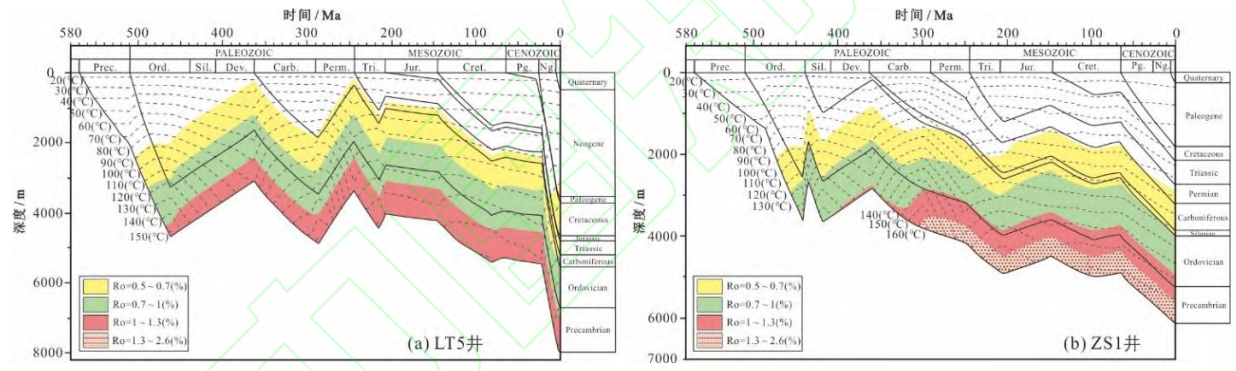 时间/Ma
580 500 400 300 200 100 0
PALEOZOIC MESOZOIC CENOZOIC
Prec. Ord. Sil. Dev. Carb. Perm. Tri. Jur. Cret. Pg. Ng.
深度/m
0
2000
4000
6000
8000
20(℃)
30(℃)
40(℃)
50(℃)
60(℃)
70(℃)
80(℃)
90(℃)
100(℃)
110(℃)
120(℃)
130(℃)
140(℃)
150(℃)
Quaternary
Neogene
Paleogene
Cretaceous
Jurassic
Triassic
Carboniferous
Ordovician
Precambrian
Ro=0.5~0.7(%)
Ro=0.7~1(%)
Ro=1~1.3(%)
Ro=1.3~2.6(%)
(a) LT5井
时间/Ma
580 500 400 300 200 100 0
PALEOZOIC MESOZOIC CENOZOIC
Prec. Ord. Sil. Dev. Carb. Perm. Tri. Jur. Cret. Pg. Ng.
深度/m
0
2000
4000
6000
7000
20(℃)
30(℃)
40(℃)
50(℃)
60(℃)
70(℃)
80(℃)
90(℃)
100(℃)
110(℃)
120(℃)
130(℃)
140(℃)
150(℃)
160(℃)
Quaternary
Paleogene
Cretaceous
Triassic
Permian
Carboniferous
Silurian
Ordovician
Precambrian
Ro=0.5~0.7(%)
Ro=0.7~1(%)
Ro=1~1.3(%)
Ro=1.3~2.6(%)
(b) ZS1井